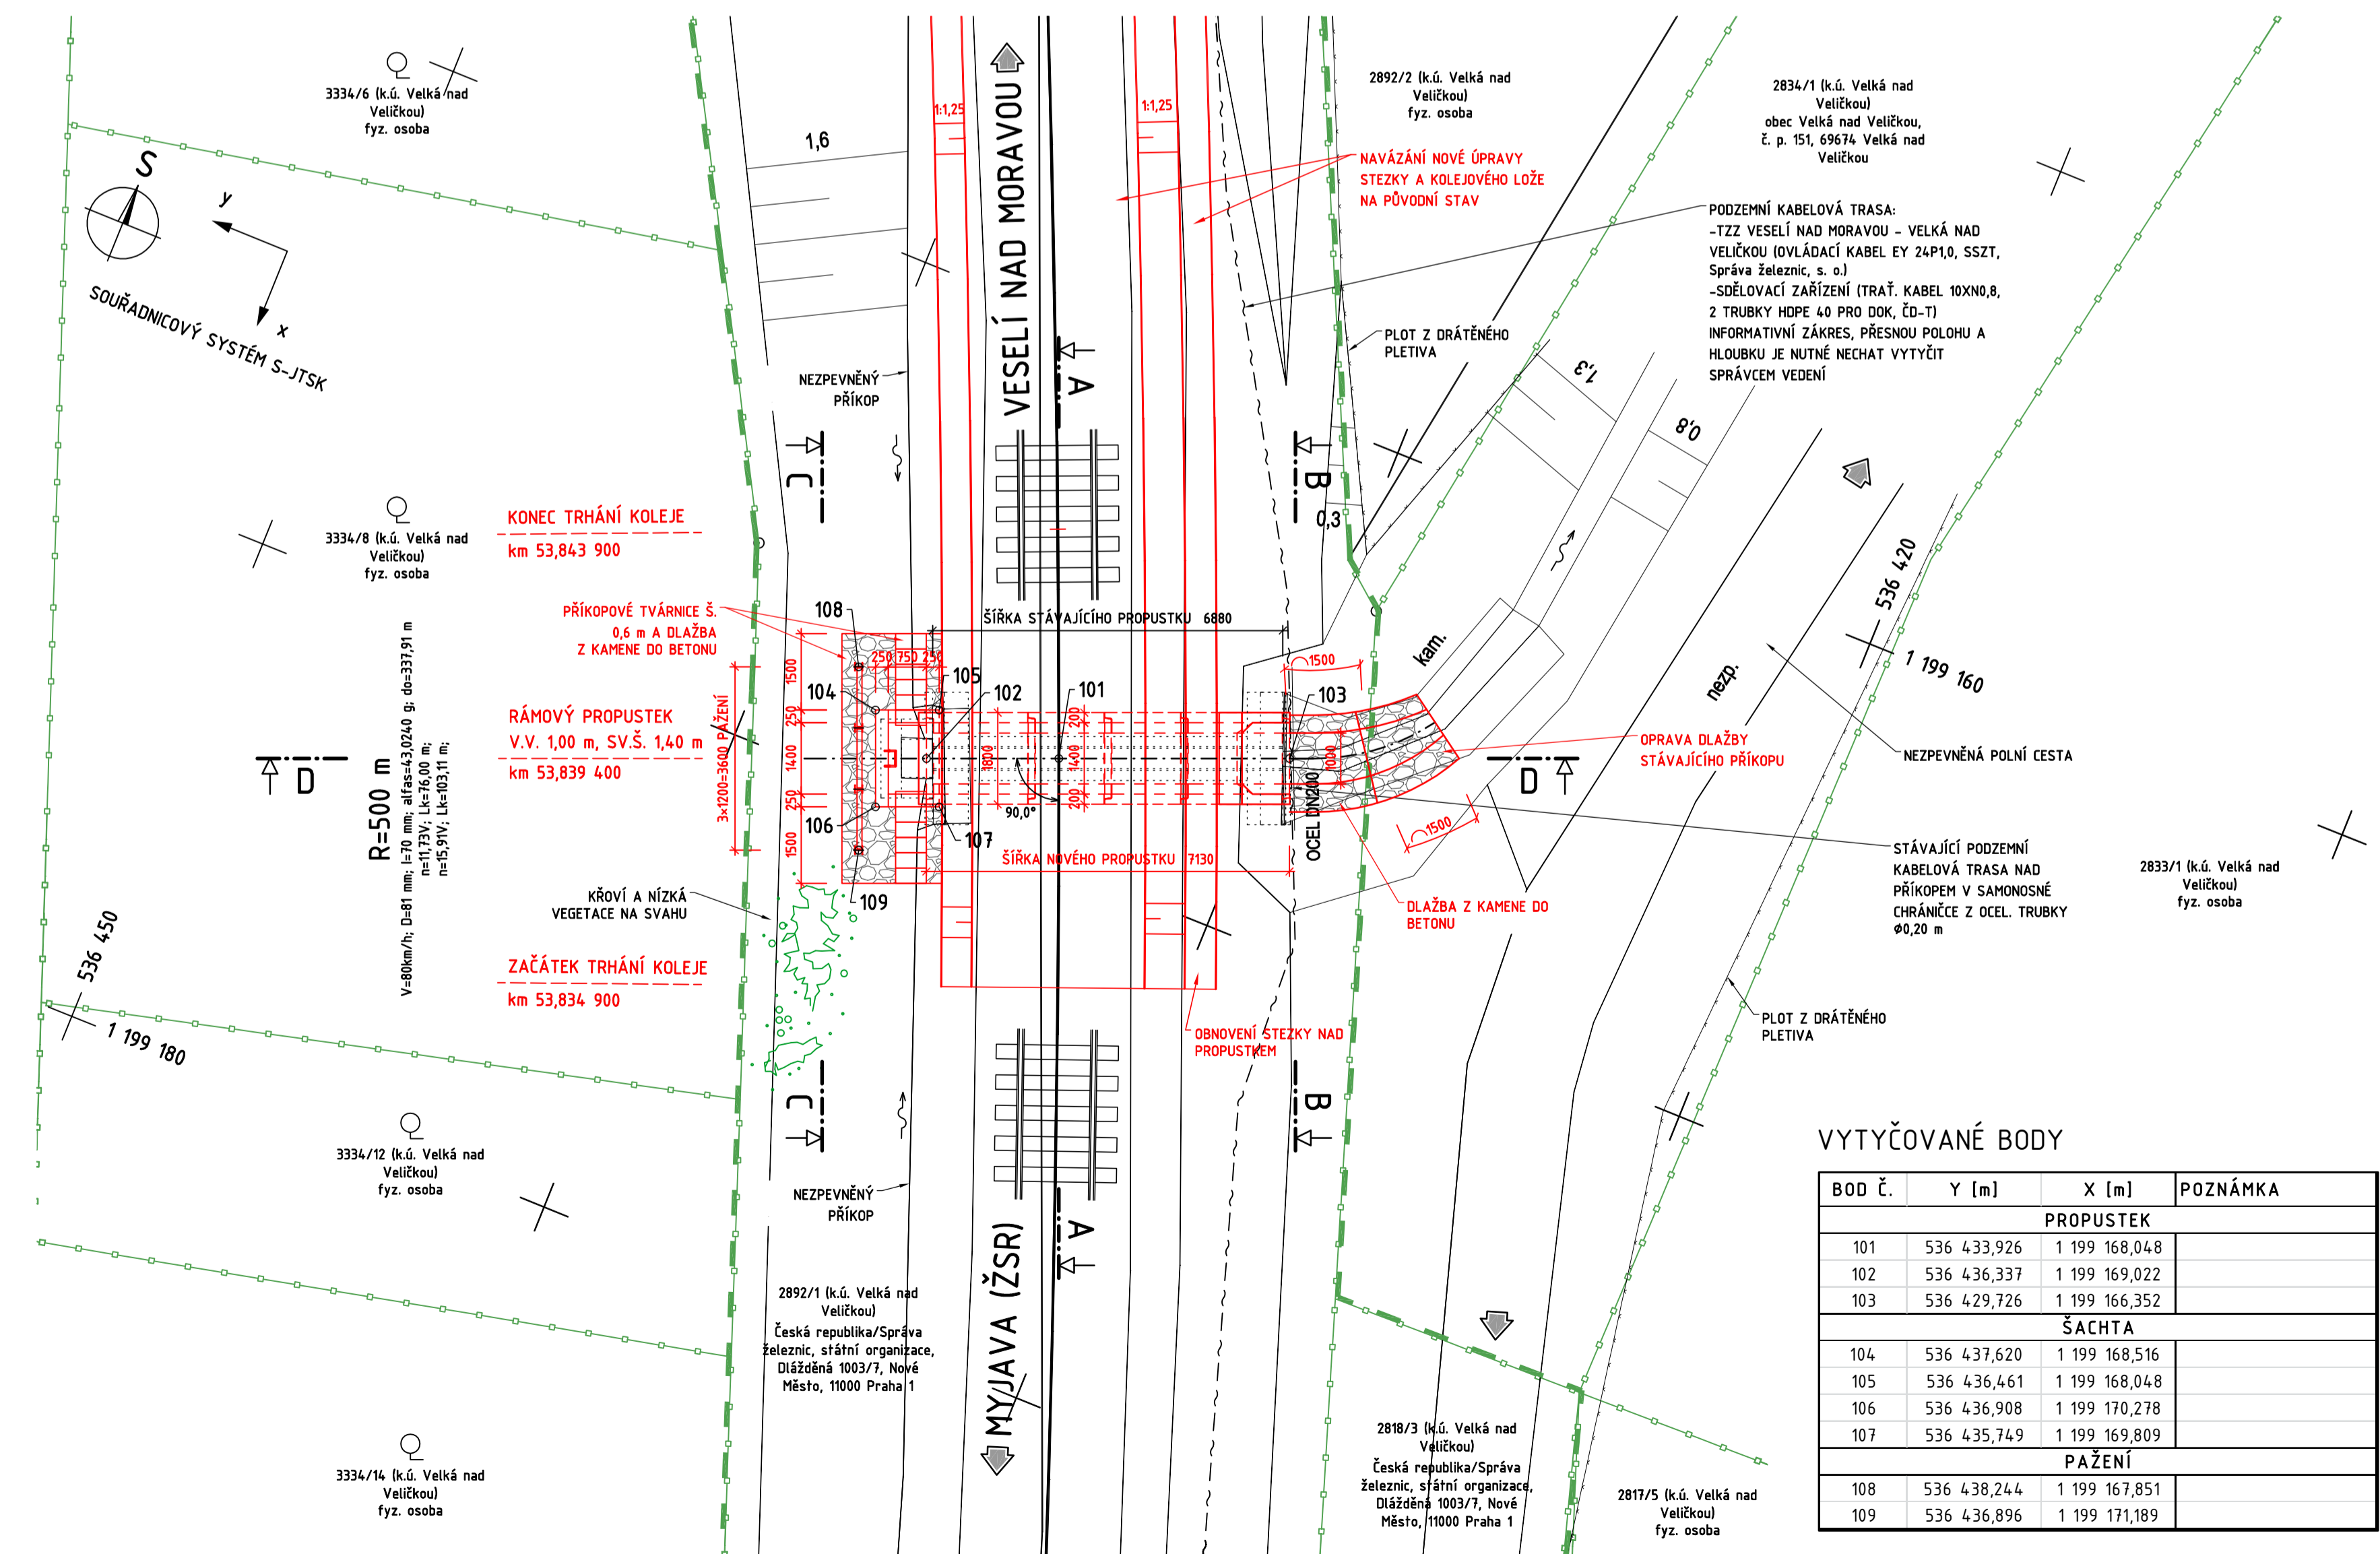 3334/6 (k.ú. Velká nad
Veličkou)
fyz. osoba
S
y
x
SOUŘADNICOVÝ SYSTÉM S-JTSK
1,6
1:1,25
VESELÍ NAD MORAVOU
1:1,25
2892/2 (k.ú. Velká nad
Veličkou)
fyz. osoba
2834/1 (k.ú. Velká nad
Veličkou)
obec Velká nad Veličkou,
č. p. 151, 69674 Velká nad
Veličkou
NAVÁZÁNÍ NOVÉ ÚPRAVY
STEZKY A KOLEJOVÉHO LOŽE
NA PŮVODNÍ STAV
PODZEMNÍ KABELOVÁ TRASA:
-TZZ VESELÍ NAD MORAVOU - VELKÁ NAD
VELIČKOU (OVLÁDACÍ KABEL EY 24P1,0, SSZT,
Správa železnic, s. o.)
-SDĚLOVACÍ ZAŘÍZENÍ (TRAŤ. KABEL 10XN0,8,
2 TRUBKY HDPE 40 PRO DOK, ČD-T)
INFORMATIVNÍ ZÁKRES, PŘESNOU POLOHU A
HLOUBKU JE NUTNÉ NECHAT VYTYČIT
SPRÁVCEM VEDENÍ
PLOT Z DRÁTĚNÉHO
PLETIVA
NEZPEVNĚNÝ
PŘÍKOP
A
1,3
0,8
C
B
0,3
3334/8 (k.ú. Velká nad
Veličkou)
fyz. osoba
KONEC TRHÁNÍ KOLEJE
km 53,843 900
PŘÍKOPOVÉ TVÁRNICE Š.
0,6 m A DLAŽBA
Z KAMENE DO BETONU
108
ŠÍŘKA STÁVAJÍCÍHO PROPUSTKU 6880
536 420
1 199 160
kam.
nezp.
1500
250 750 250
105
104
102
101
103
1500
RÁMOVÝ PROPUSTEK
V.V. 1,00 m, SV.Š. 1,40 m
km 53,839 400
3×1200=3600 PAŽENÍ
250
1400
250
1500
1800
200
1400
200
1000
90,0°
OCEL DN200
D
D
106
107
109
ŠÍŘKA NOVÉHO PROPUSTKU 7130
1500
OPRAVA DLAŽBY
STÁVAJÍCÍHO PŘÍKOPU
NEZPEVNĚNÁ POLNÍ CESTA
R=500 m
V=80km/h; D=81 mm; I=70 mm; alfas=43,0240 g; do=337,91 m
n=11,73V; Lk=76,00 m;
n=15,91V; Lk=103,11 m;
KŘOVÍ A NÍZKÁ
VEGETACE NA SVAHU
DLAŽBA Z KAMENE DO
BETONU
STÁVAJÍCÍ PODZEMNÍ
KABELOVÁ TRASA NAD
PŘÍKOPEM V SAMONOSNÉ
CHRÁNIČCE Z OCEL. TRUBKY
Ø0,20 m
2833/1 (k.ú. Velká nad
Veličkou)
fyz. osoba
536 450
1 199 180
ZAČÁTEK TRHÁNÍ KOLEJE
km 53,834 900
OBNOVENÍ STEZKY NAD
PROPUSTKEM
PLOT Z DRÁTĚNÉHO
PLETIVA
C
B
3334/12 (k.ú. Velká nad
Veličkou)
fyz. osoba
NEZPEVNĚNÝ
PŘÍKOP
A
MYJAVA (ŽSR)
2892/1 (k.ú. Velká nad
Veličkou)
Česká republika/Správa
železnic, státní organizace,
Dlážděná 1003/7, Nové
Město, 11000 Praha 1
3334/14 (k.ú. Velká nad
Veličkou)
fyz. osoba
2818/3 (k.ú. Velká nad
Veličkou)
Česká republika/Správa
železnic, státní organizace,
Dlážděná 1003/7, Nové
Město, 11000 Praha 1
2817/5 (k.ú. Velká nad
Veličkou)
fyz. osoba
VYTYČOVANÉ BODY
BOD Č. Y [m] X [m] POZNÁMKA
PROPUSTEK
101 536 433,926 1 199 168,048
102 536 436,337 1 199 169,022
103 536 429,726 1 199 166,352
ŠACHTA
104 536 437,620 1 199 168,516
105 536 436,461 1 199 168,048
106 536 436,908 1 199 170,278
107 536 435,749 1 199 169,809
PAŽENÍ
108 536 438,244 1 199 167,851
109 536 436,896 1 199 171,189